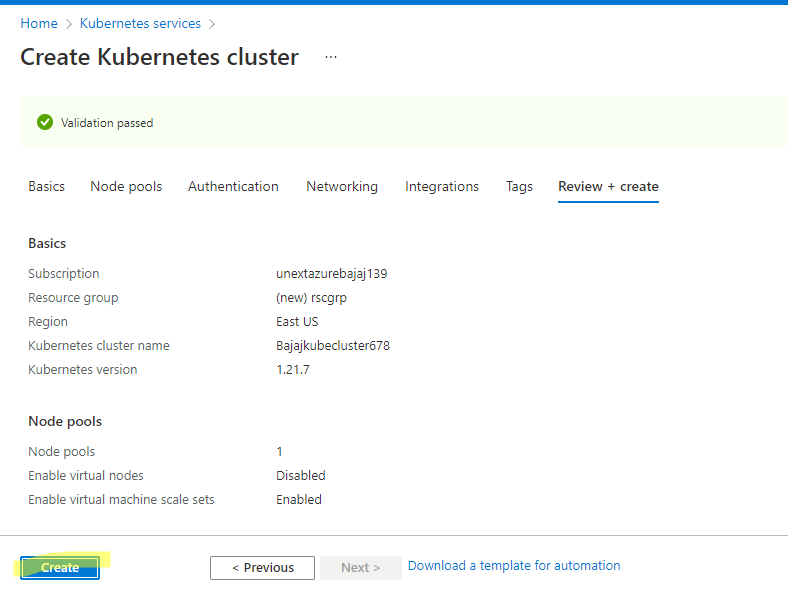 Home > Kubernetes services >
Create Kubernetes cluster ...
Validation passed
Basics Node pools Authentication Networking Integrations Tags Review + create
Basics
Subscription unextazurebajaj139
Resource group (new) rscgrp
Region East US
Kubernetes cluster name Bajajkubecluster678
Kubernetes version 1.21.7
Node pools
Node pools 1
Enable virtual nodes Disabled
Enable virtual machine scale sets Enabled
Create < Previous Next > Download a template for automation